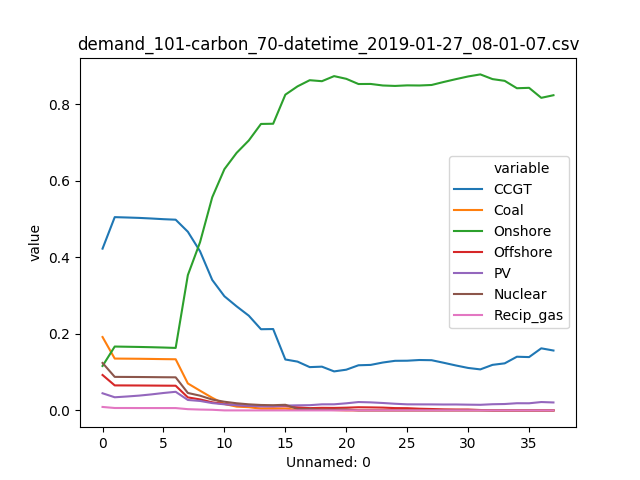 demand_101-carbon_70-datetime_2019-01-27_08-01-07.csv
value
0.8
0.6
0.4
0.2
0.0
variable
CCGT
Coal
Onshore
Offshore
PV
Nuclear
Recip_gas
0 5 10 15 20 25 30 35
Unnamed: 0